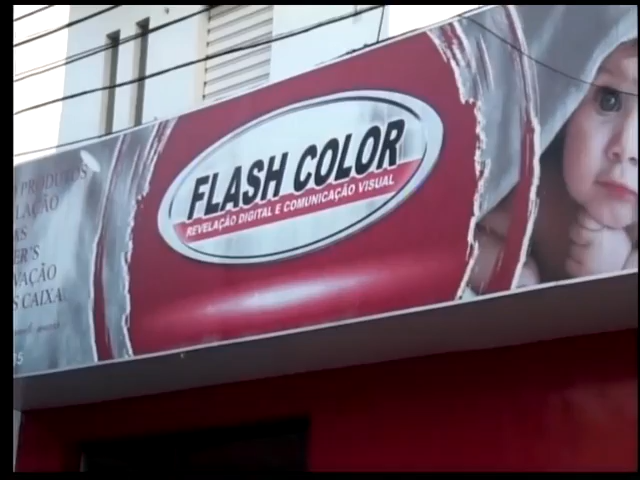 PRODUTOS
LAÇÃO
ER'S
VAÇÃO
S CAIXA
FLASH COLOR
REVELAÇÃO DIGITAL E COMUNICAÇÃO VISUAL